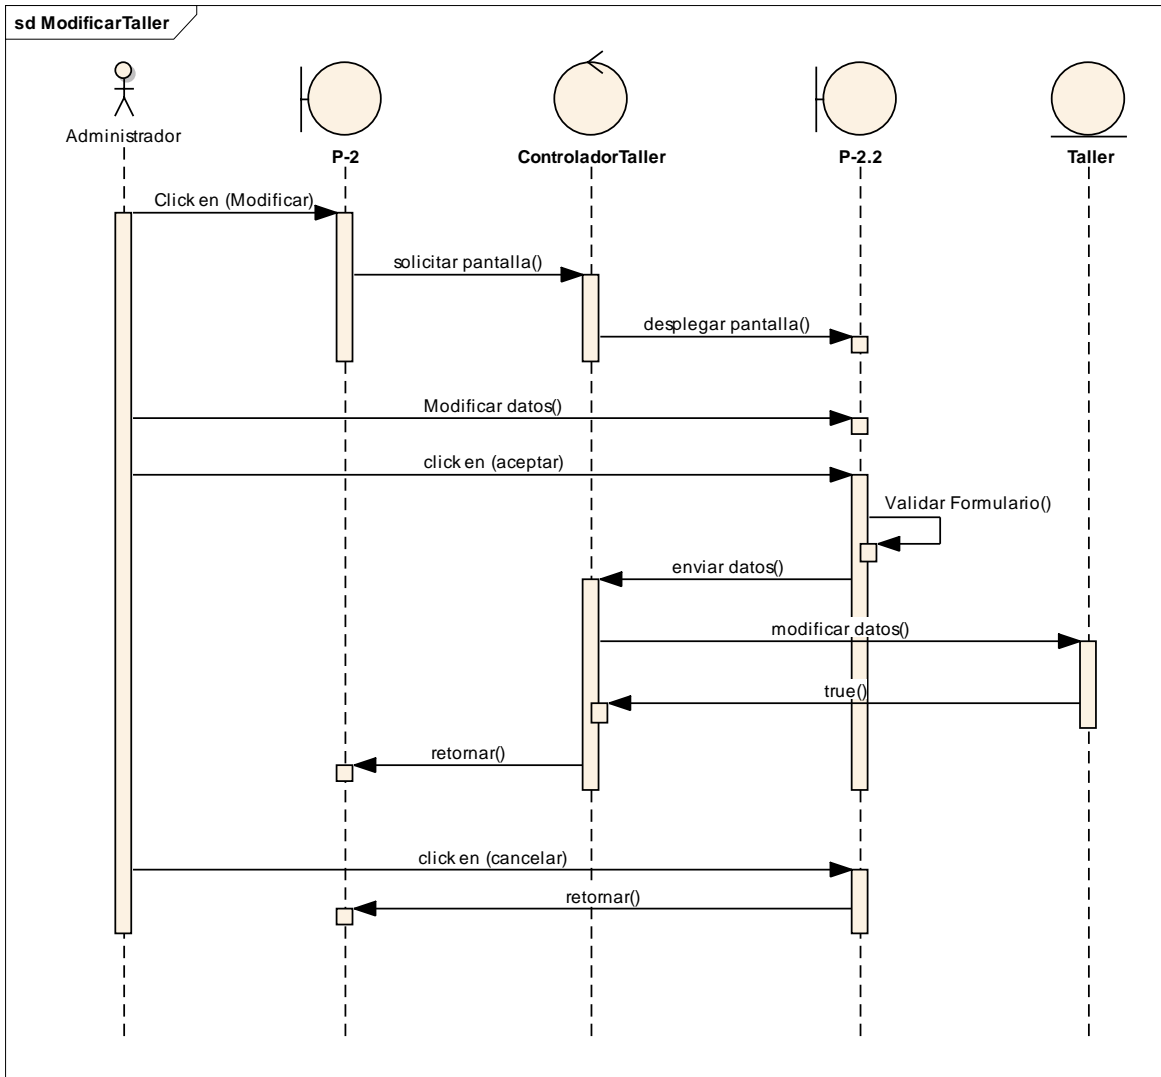 sd ModificarTaller
Administrador
P-2
ControladorTaller
P-2.2
Taller
Click en (Modificar)
solicitar pantalla()
desplegar pantalla()
Modificar datos()
click en (aceptar)
Validar Formulario()
enviar datos()
modificar datos()
true()
retornar()
click en (cancelar)
retornar()